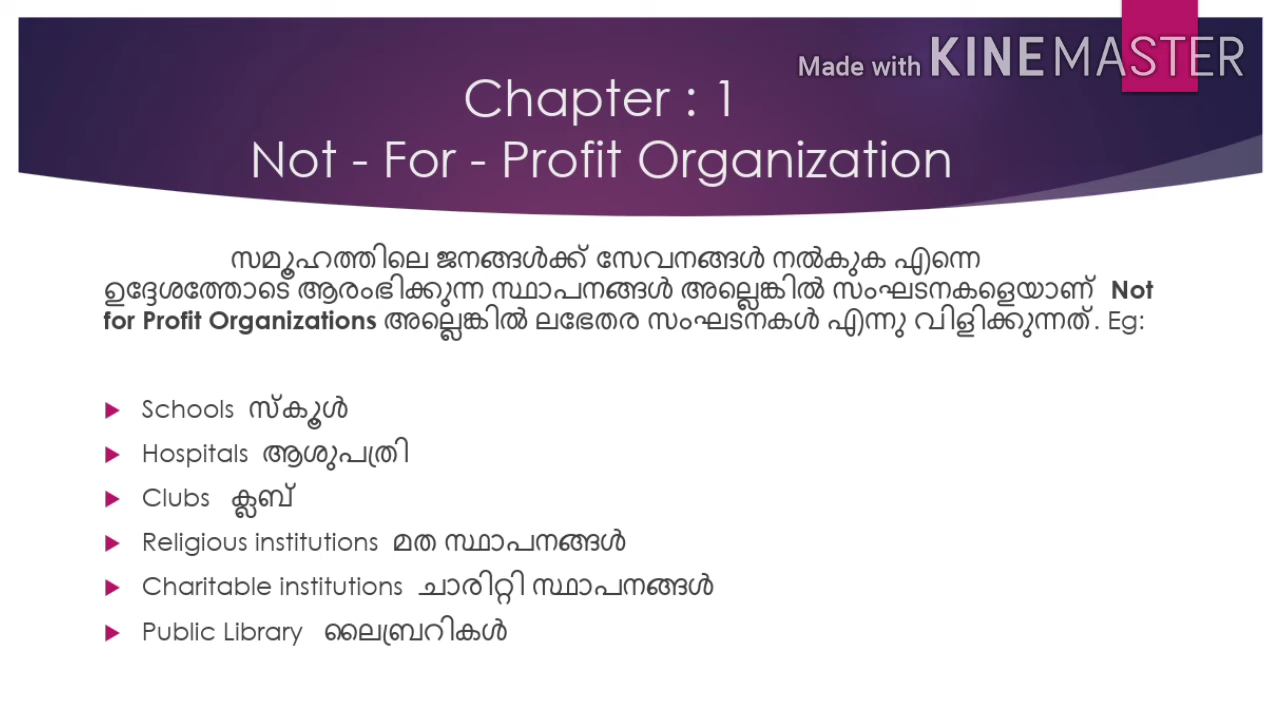 Made with KINEMASTER
Chapter : 1
Not - For - Profit Organization
സമൂഹത്തിലെ ജനങ്ങൾക്ക് സേവനങ്ങൾ നൽകുക എന്നെ
ഉദ്ദേശത്തോടെ ആരംഭിക്കുന്ന സ്ഥാപനങ്ങൾ അല്ലെങ്കിൽ സംഘടനകളെയാണ് Not
for Profit Organizations അല്ലെങ്കിൽ ലഭേതര സംഘടനകൾ എന്നു വിളിക്കുന്നത്. Eg:
Schools സ്കൂൾ
Hospitals ആശുപത്രി
Clubs ക്ലബ്
Religious institutions മത സ്ഥാപനങ്ങൾ
Charitable institutions ചാരിറ്റി സ്ഥാപനങ്ങൾ
Public Library ലൈബ്രറികൾ